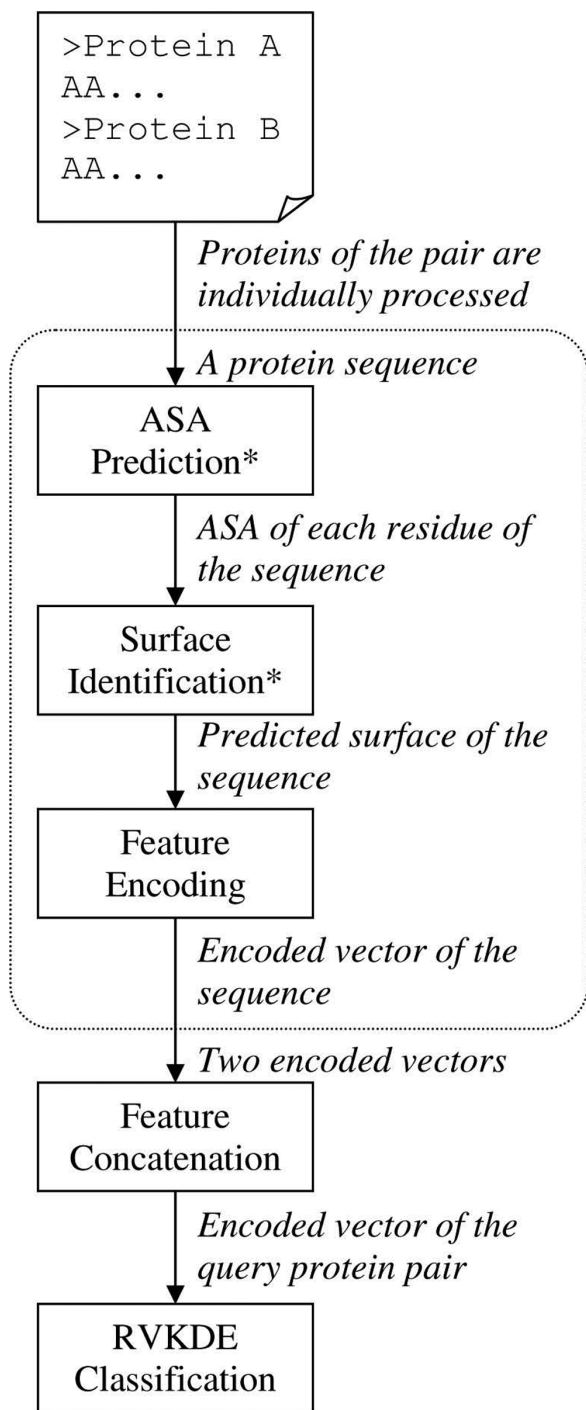 >Protein A
AA...
>Protein B
AA...
Proteins of the pair are
individually processed
A protein sequence
ASA
Prediction*
ASA of each residue of
the sequence
Surface
Identification*
Predicted surface of the
sequence
Feature
Encoding
Encoded vector of the
sequence
Two encoded vectors
Feature
Concatenation
Encoded vector of the
query protein pair
RVKDE
Classification